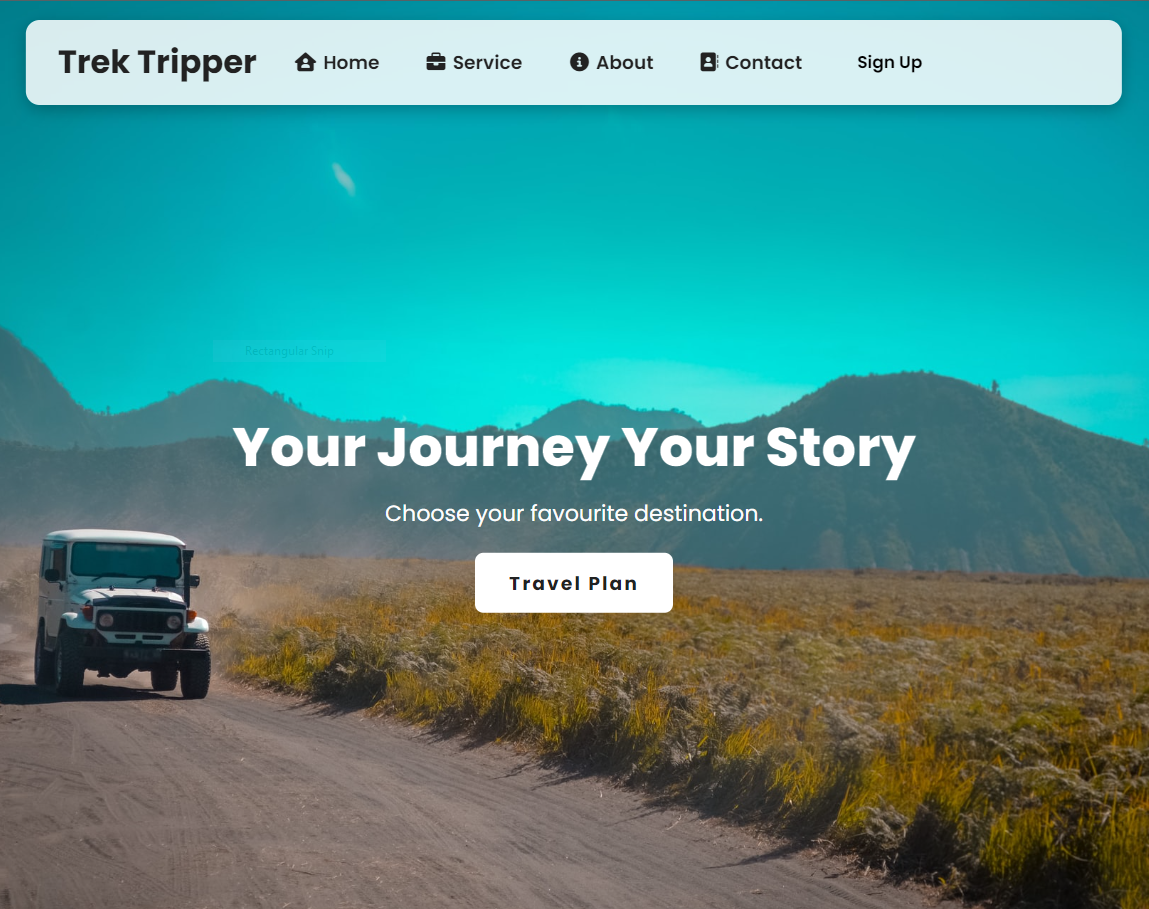 Trek Tripper Home Service About Contact Sign Up
Rectangular Snip
Your Journey Your Story
Choose your favourite destination.
Travel Plan